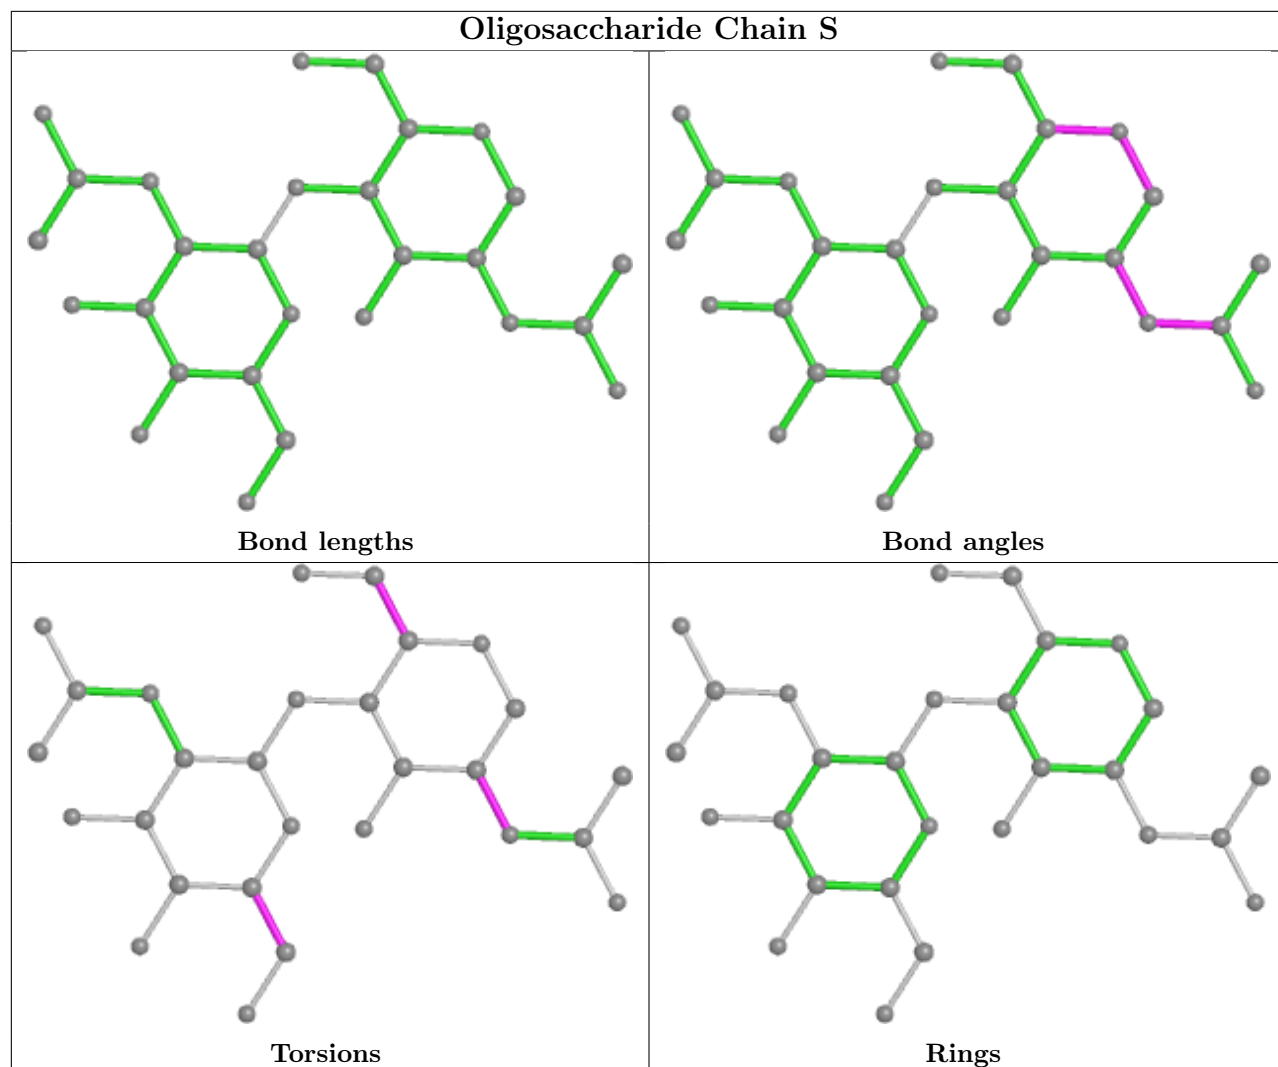 Oligosaccharide Chain S
Bond lengths
Bond angles
Torsions
Rings